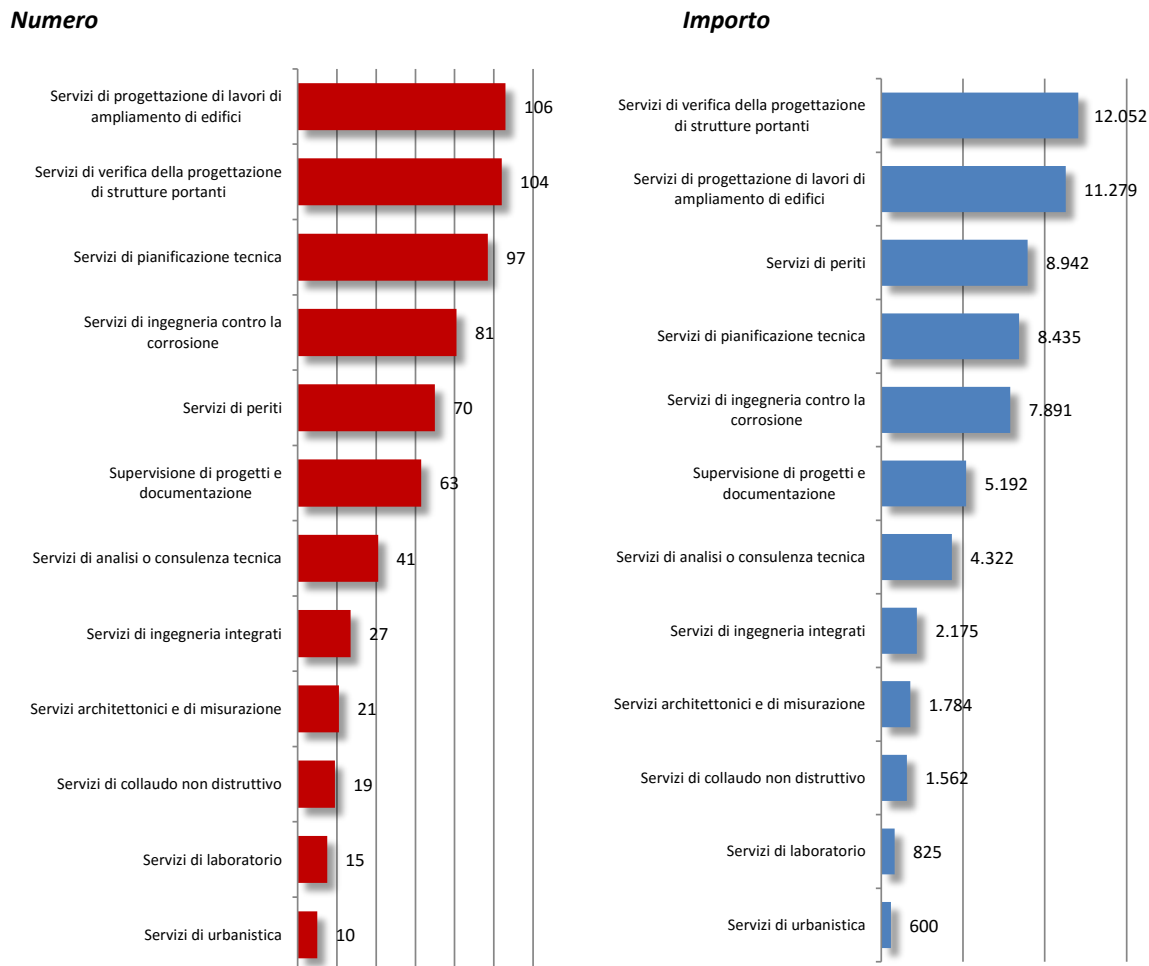 Numero
Servizi di progettazione di lavori di
ampliamento di edifici
106
Servizi di verifica della progettazione
di strutture portanti
104
Servizi di pianificazione tecnica
97
Servizi di ingegneria contro la
corrosione
81
Servizi di periti
70
Supervisione di progetti e
documentazione
63
Servizi di analisi o consulenza tecnica
41
Servizi di ingegneria integrati
27
Servizi architettonici e di misurazione
21
Servizi di collaudo non distruttivo
19
Servizi di laboratorio
15
Servizi di urbanistica
10
Importo
Servizi di verifica della progettazione
di strutture portanti
12.052
Servizi di progettazione di lavori di
ampliamento di edifici
11.279
Servizi di periti
8.942
Servizi di pianificazione tecnica
8.435
Servizi di ingegneria contro la
corrosione
7.891
Supervisione di progetti e
documentazione
5.192
Servizi di analisi o consulenza tecnica
4.322
Servizi di ingegneria integrati
2.175
Servizi architettonici e di misurazione
1.784
Servizi di collaudo non distruttivo
1.562
Servizi di laboratorio
825
Servizi di urbanistica
600